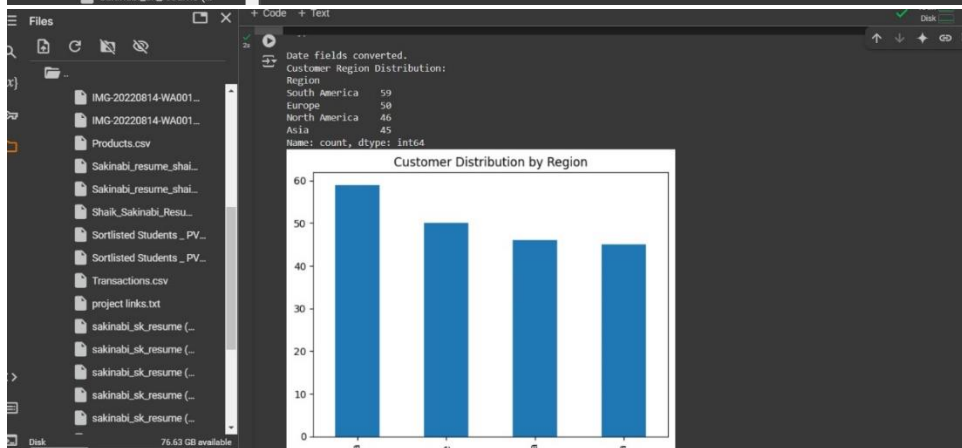 Files
+ Code + Text
Disk
..
IMG-20220814-WA001...
IMG-20220814-WA001...
Products.csv
Sakinabi_resume_shai...
Sakinabi_resume_shai...
Shaik_Sakinabi_Resu...
Sortlisted Students _ PV...
Sortlisted Students _ PV...
Transactions.csv
project links.txt
sakinabi_sk_resume (...
sakinabi_sk_resume (...
sakinabi_sk_resume (...
sakinabi_sk_resume (...
sakinabi_sk_resume (...
Disk 76.63 GB available
2s
Date fields converted.
Customer Region Distribution:
Region
South America 59
Europe 50
North America 46
Asia 45
Name: count, dtype: int64
Customer Distribution by Region
60
50
40
30
20
10
0